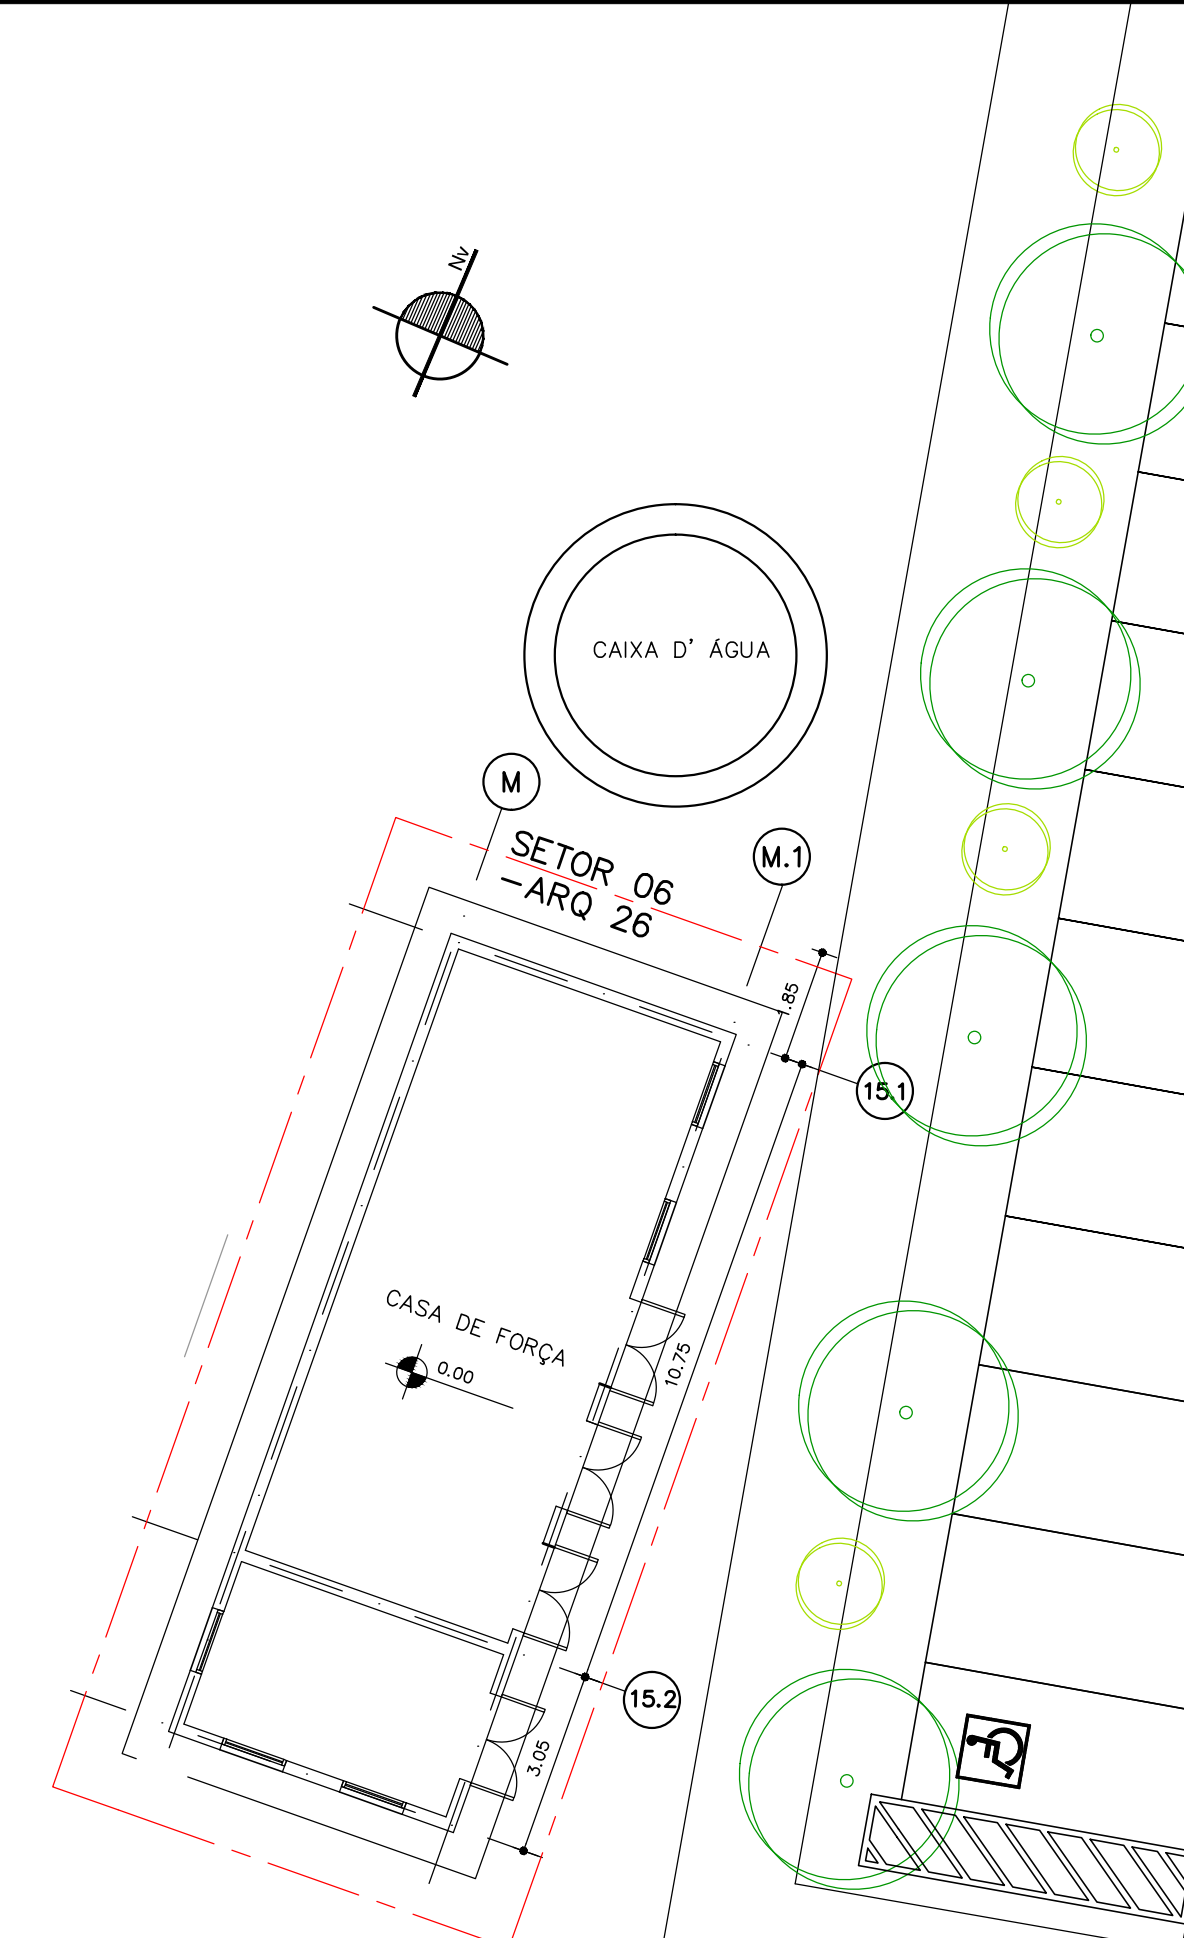 Nv
CAIXA D' ÁGUA
M
SETOR 06
-ARQ 26
M.1
.85
15.1
CASA DE FORÇA
0.00
10.75
15.2
3.05